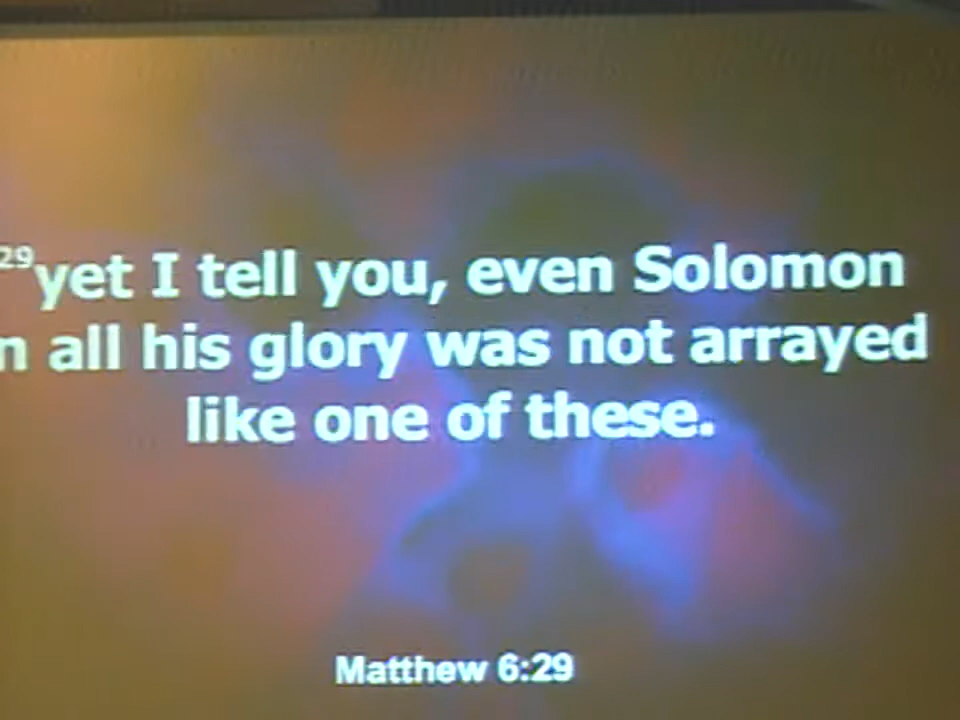 29yet I tell you, even Solomon
n all his glory was not arrayed
like one of these.
Matthew 6:29